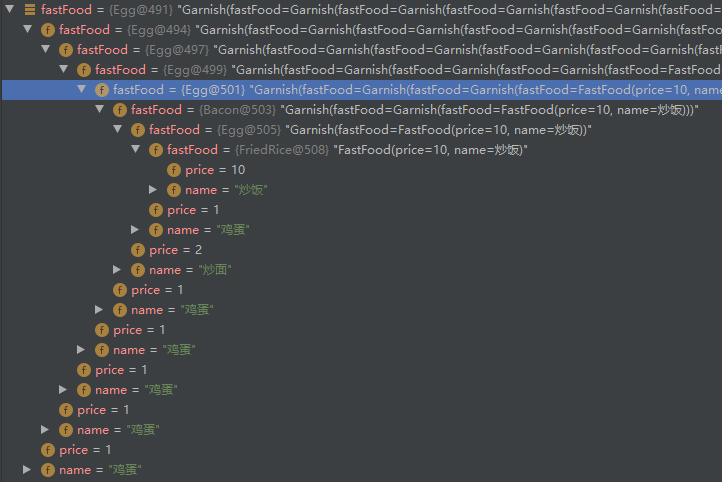 fastFood = {Egg@491} "Garnish(fastFood=Garnish(fastFood=Garnish(fastFood=Garnish(fastFood=Garnish(fastFood=
fastFood = {Egg@494} "Garnish(fastFood=Garnish(fastFood=Garnish(fastFood=Garnish(fastFood=Garnish(fastFood
fastFood = {Egg@497} "Garnish(fastFood=Garnish(fastFood=Garnish(fastFood=Garnish(fastFood=Garnish(fast
fastFood = {Egg@499} "Garnish(fastFood=Garnish(fastFood=Garnish(fastFood=Garnish(fastFood=FastFood
fastFood = {Egg@501} "Garnish(fastFood=Garnish(fastFood=Garnish(fastFood=FastFood(price=10, name
fastFood = {Bacon@503} "Garnish(fastFood=Garnish(fastFood=FastFood(price=10, name=炒饭)))"
fastFood = {Egg@505} "Garnish(fastFood=FastFood(price=10, name=炒饭))"
fastFood = {FriedRice@508} "FastFood(price=10, name=炒饭)"
f price = 10
f name = "炒饭"
f price = 1
f name = "鸡蛋"
f price = 2
f name = "炒面"
f price = 1
f name = "鸡蛋"
f price = 1
f name = "鸡蛋"
f price = 1
f name = "鸡蛋"
f price = 1
f name = "鸡蛋"
f price = 1
f name = "鸡蛋"